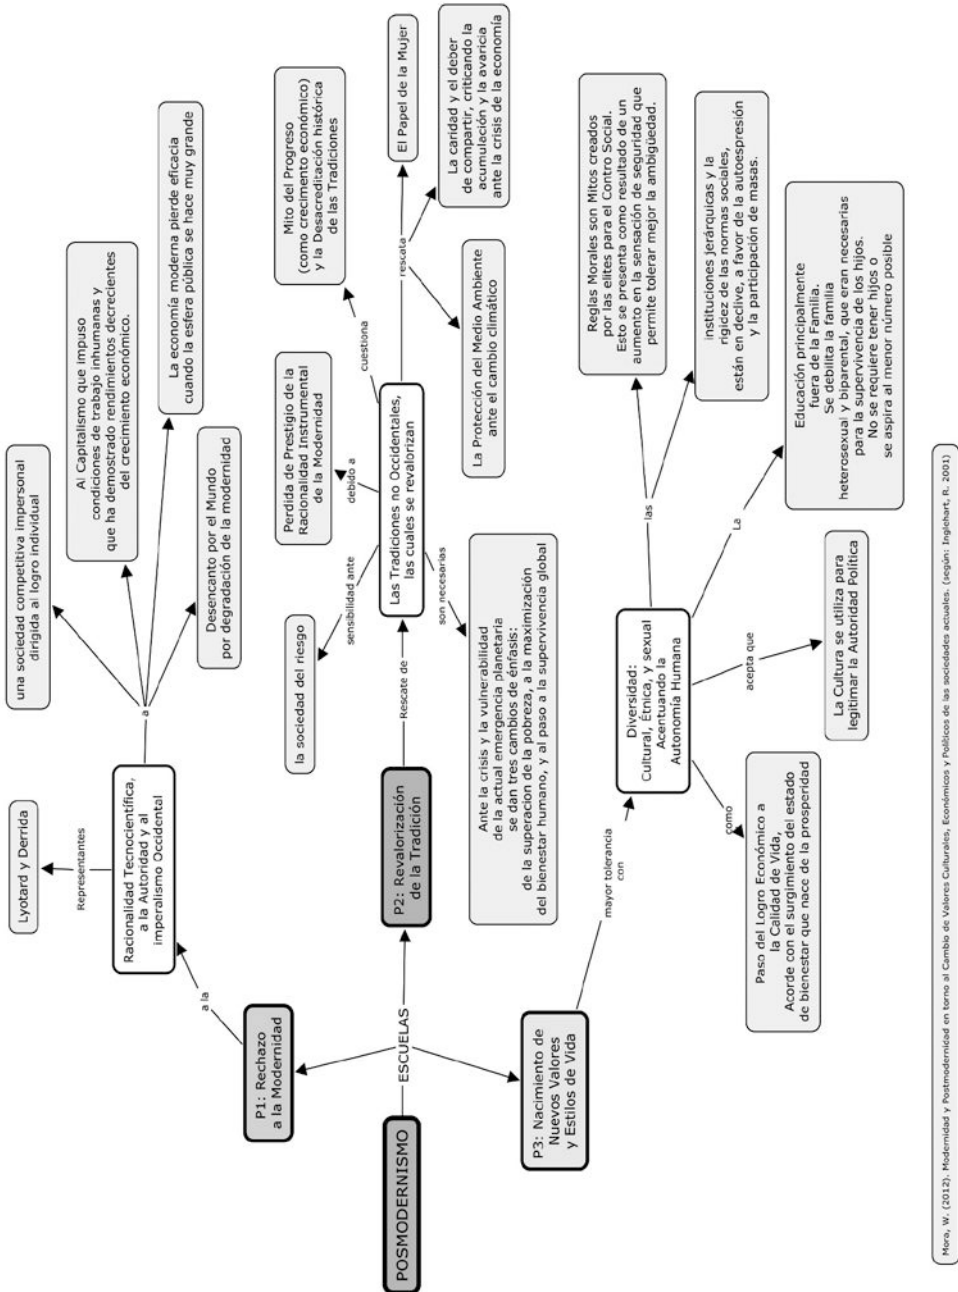 POSMODERNISMO
ESCUELAS
P1: Rechazo
a la Modernidad
a la
Racionalidad Tecnocientífica,
a la Autoridad y al
imperalismo Occidental
Representantes
Lyotard y Derrida
a
una sociedad competitiva impersonal
dirigida al logro individual
Al Capitalismo que impuso
condiciones de trabajo inhumanas y
que ha demostrado rendimientos decrecientes
del crecimiento económico.
La economía moderna pierde eficacia
cuando la esfera pública se hace muy grande
Desencanto por el Mundo
por degradación de la modernidad
P2: Revalorización
de la Tradición
Rescate de
Las Tradiciones no Occidentales,
las cuales se revalorizan
sensibilidad ante
la sociedad del riesgo
debido a
Perdida de Prestigio de la
Racionalidad Instrumental
de la Modernidad
cuestiona
Mito del Progreso
(como crecimiento económico)
y la Desacreditación histórica
de las Tradiciones
rescata
El Papel de la Mujer
La caridad y el deber
de compartir, criticando la
acumulación y la avaricia
ante la crisis de la economía
La Protección del Medio Ambiente
ante el cambio climático
son necesarias
Ante la crisis y la vulnerabilidad
de la actual emergencia planetaria
se dan tres cambios de énfasis:
de la superacion de la pobreza, a la maximización
del bienestar humano, y al paso a la supervivencia global
P3: Nacimiento de
Nuevos Valores
y Estilos de Vida
mayor tolerancia
con
Diversidad:
Cultural, Étnica, y sexual
Acentuando la
Autonomía Humana
las
Reglas Morales son Mitos creados
por las elites para el Control Social.
Esto se presenta como resultado de un
aumento en la sensación de seguridad que
permite tolerar mejor la ambigüedad.
instituciones jerárquicas y la
rigidez de las normas sociales,
están en declive, a favor de la autoespresión
y la participación de masas.
La
Educación principalmente
fuera de la Familia.
Se debilita la familia
heterosexual y biparental, que eran necesarias
para la supervivencia de los hijos.
No se requiere tener hijos o
se aspira al menor número posible
acepta que
La Cultura se utiliza para
legitimar la Autoridad Política
como
Paso del Logro Económico a
la Calidad de Vida,
Acorde con el surgimiento del estado
de bienestar que nace de la prosperidad
Mora, W. (2012). Modernidad y Postmodernidad en torno al Cambio de Valores Culturales, Económicos y Políticos de las sociedades actuales. (según: Inglehart, R. 2001)